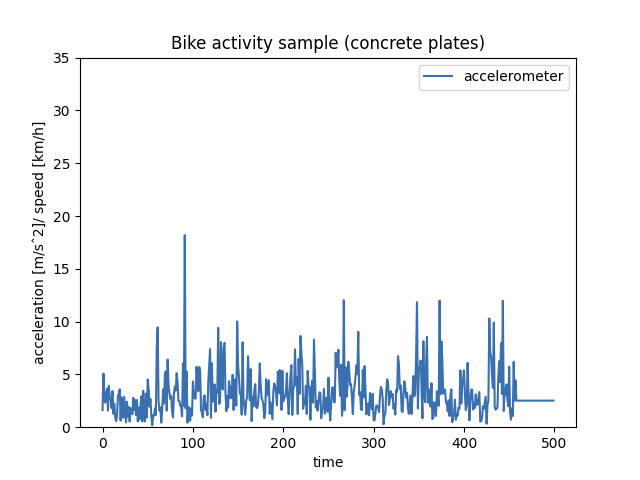 Bike activity sample (concrete plates)
accelerometer
acceleration [m/sˆ2]/ speed [km/h]
35
30
25
20
15
10
5
0
0 100 200 300 400 500
time